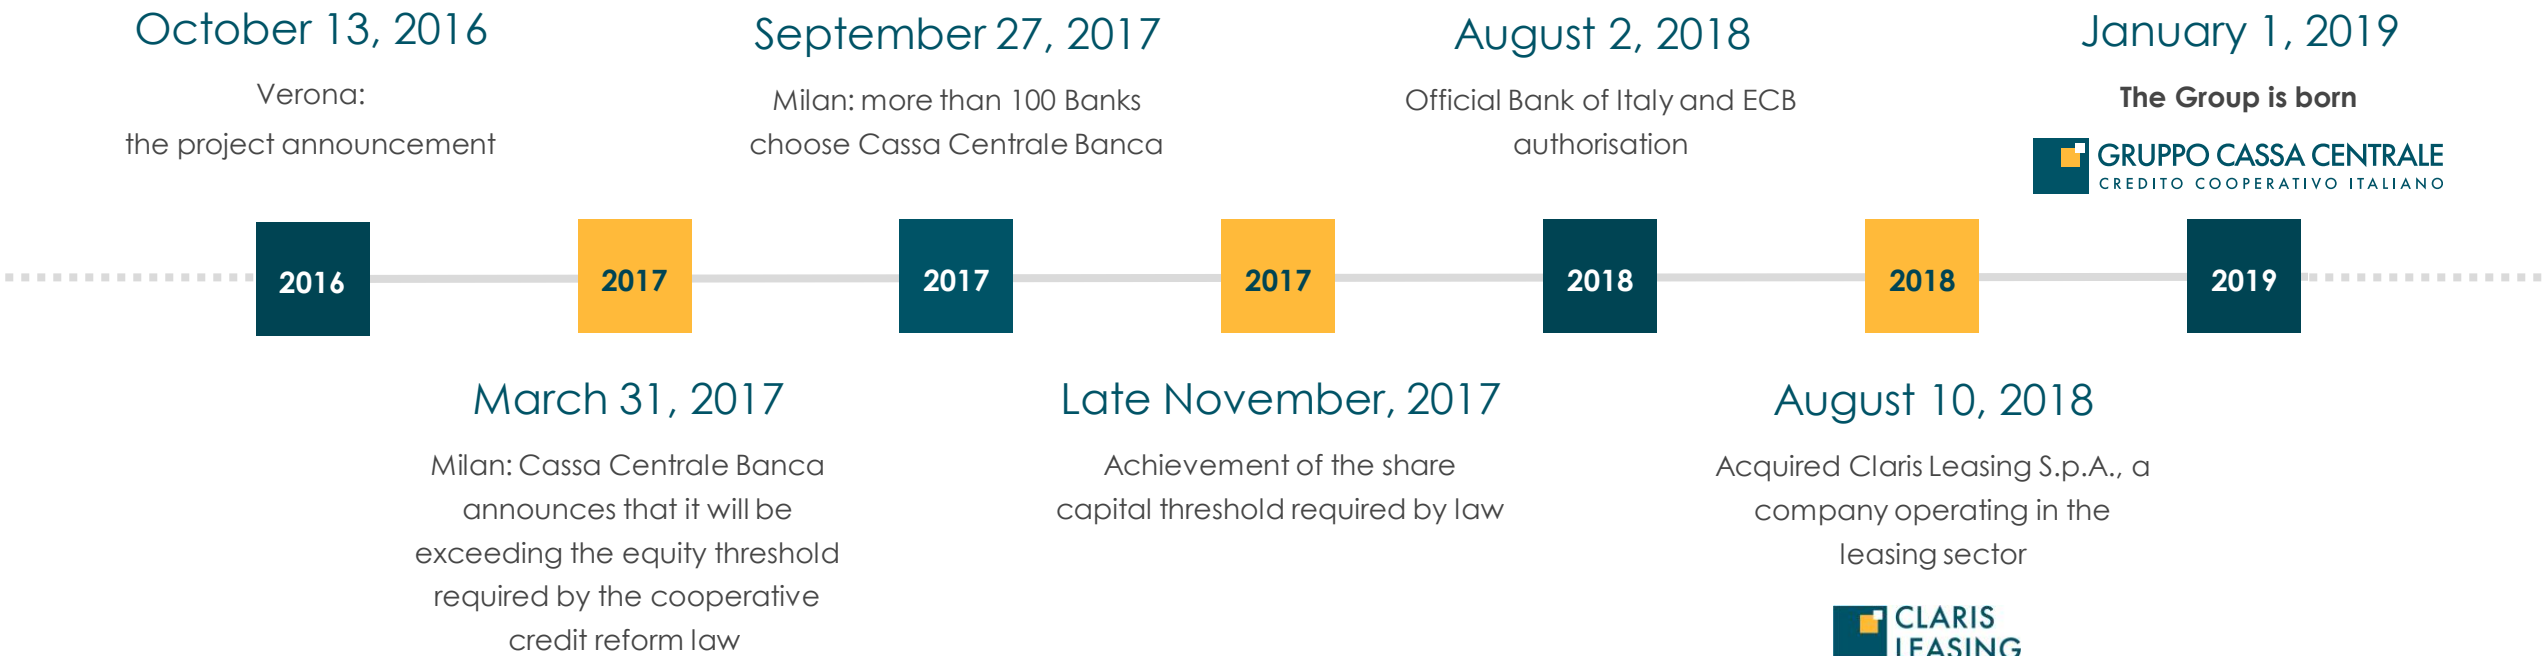 October 13, 2016
Verona:
the project announcement
September 27, 2017
Milan: more than 100 Banks
choose Cassa Centrale Banca
August 2, 2018
Official Bank of Italy and ECB
authorisation
January 1, 2019
The Group is born
GRUPPO CASSA CENTRALE
CREDITO COOPERATIVO ITALIANO
2016
2017
2017
2017
2018
2018
2019
March 31, 2017
Milan: Cassa Centrale Banca
announces that it will be
exceeding the equity threshold
required by the cooperative
credit reform law
Late November, 2017
Achievement of the share
capital threshold required by law
August 10, 2018
Acquired Claris Leasing S.p.A., a
company operating in the
leasing sector
CLARIS
LEASING